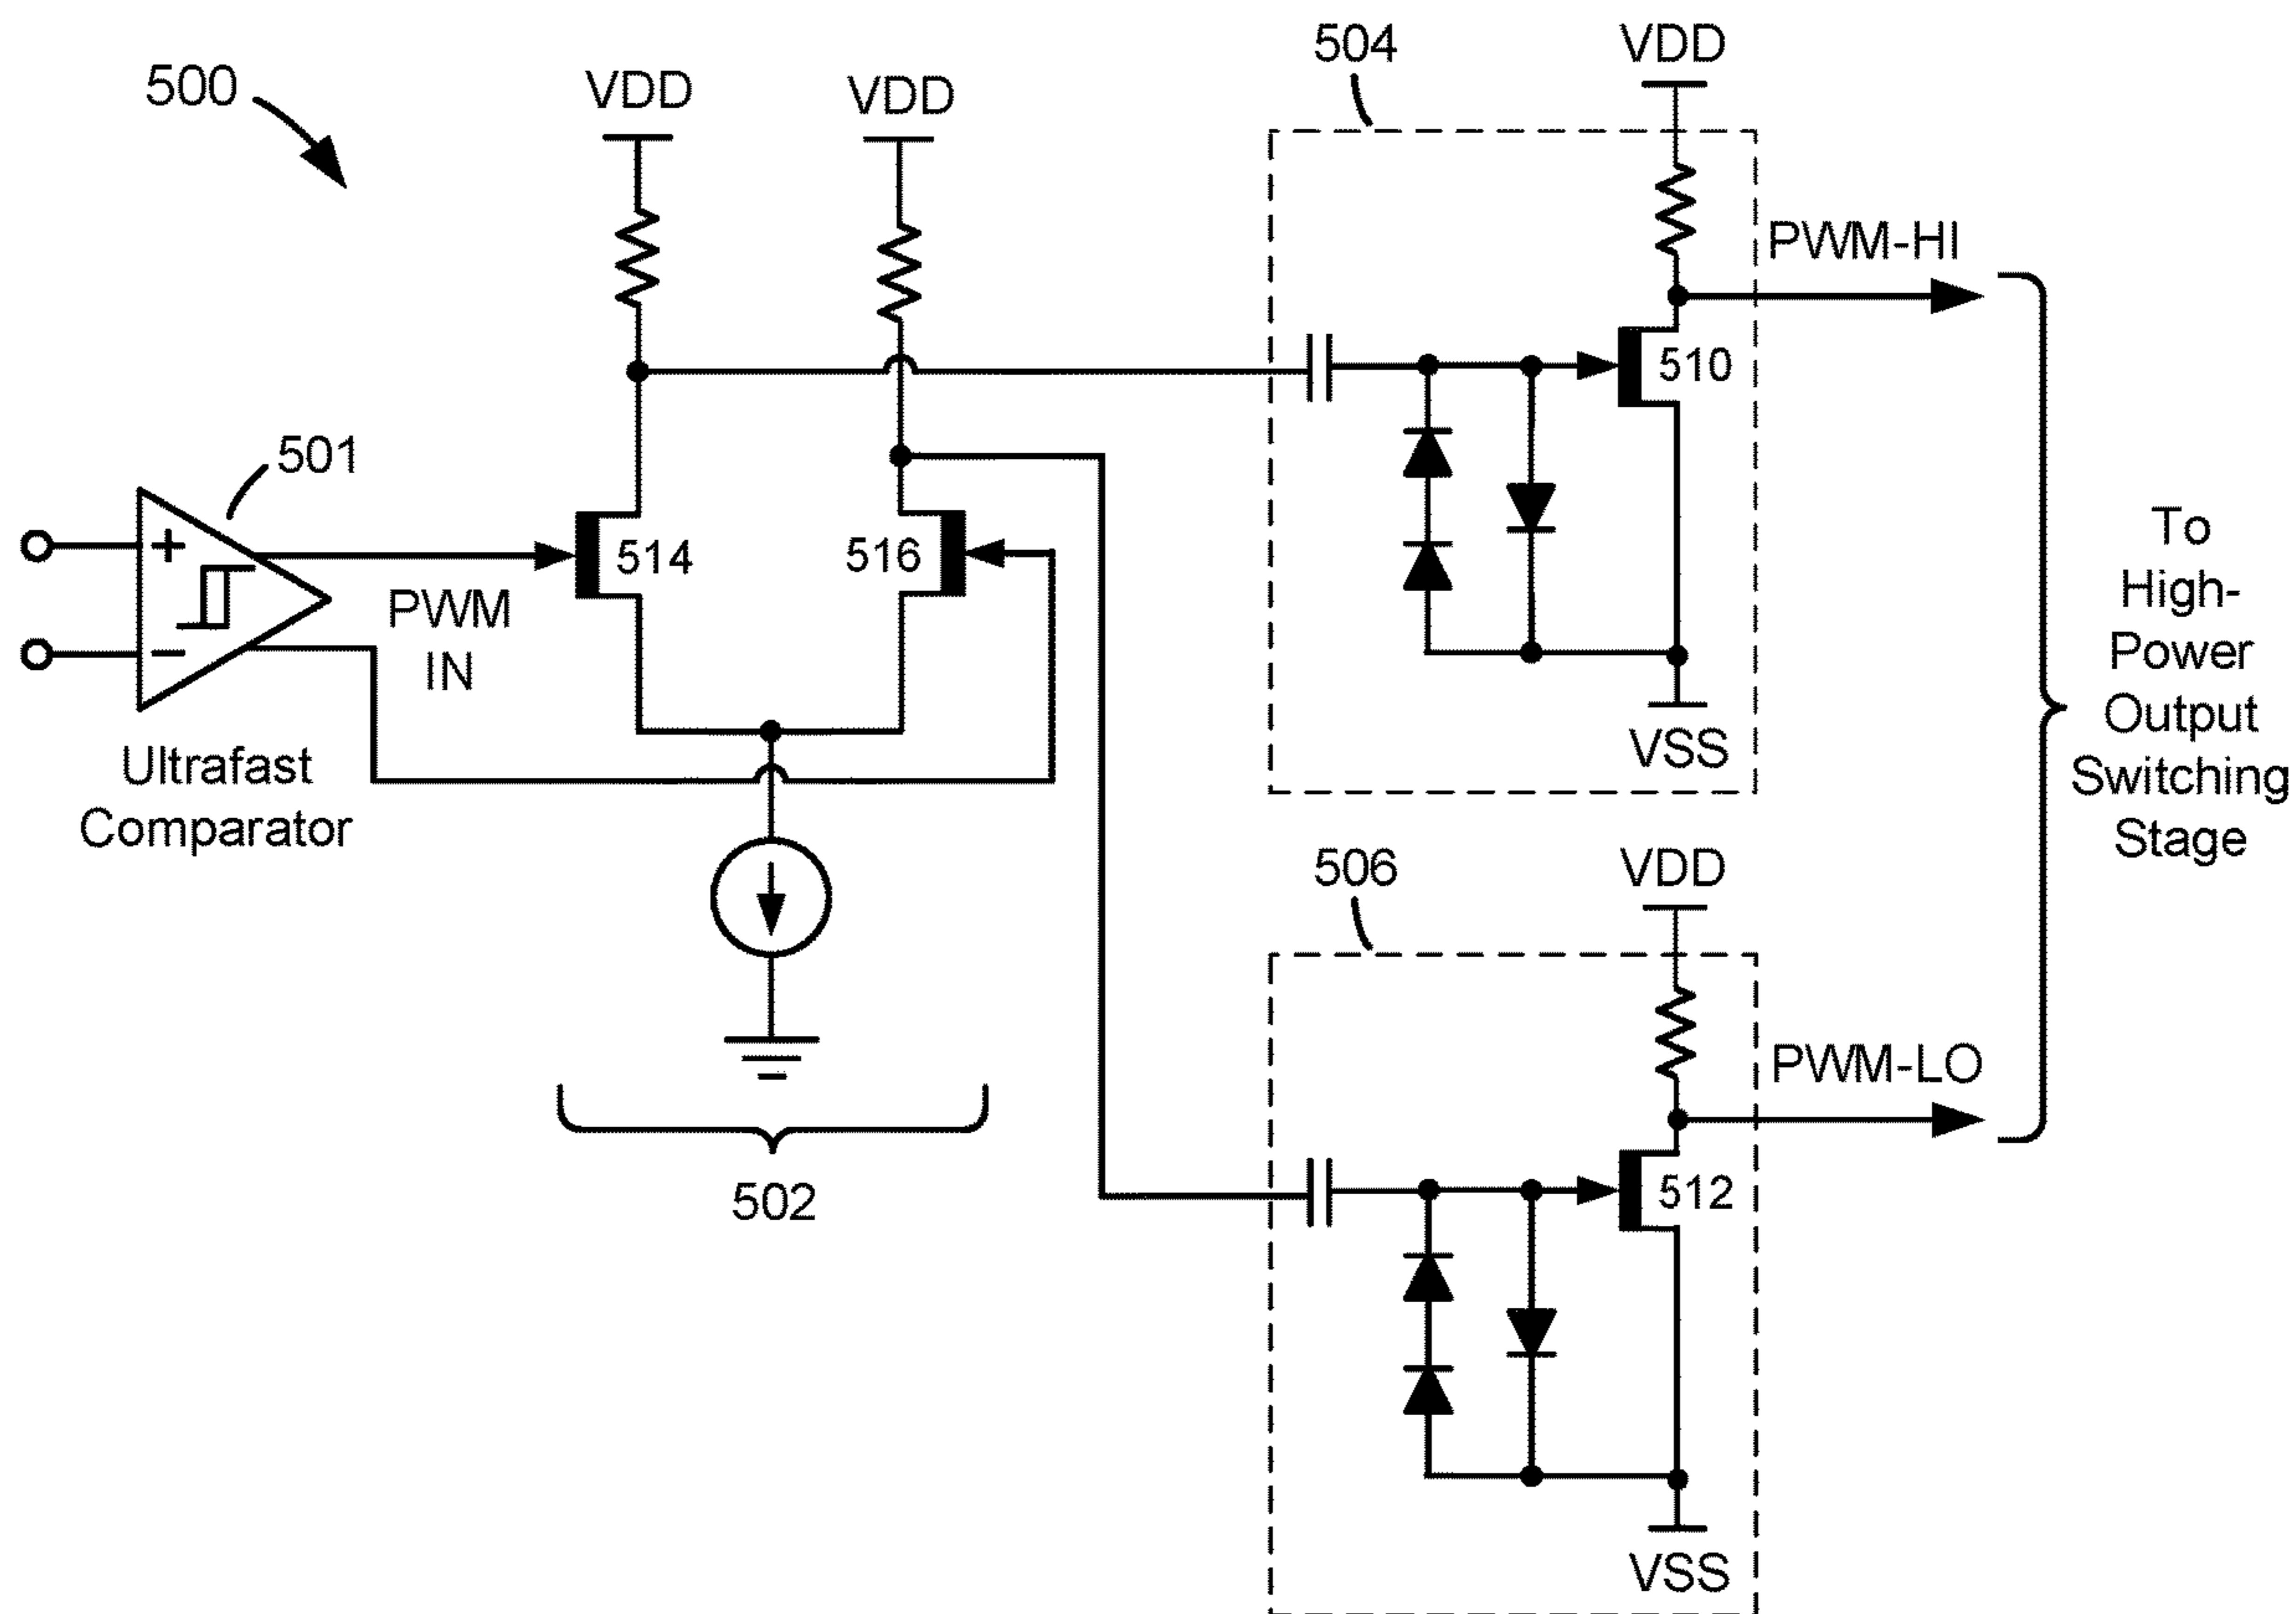 500
VDD
VDD
504
VDD
PWM-HI
510
501
+
−
514
516
PWM
IN
Ultrafast
Comparator
VSS
To
High-
Power
Output
Switching
Stage
506
VDD
PWM-LO
512
502
VSS